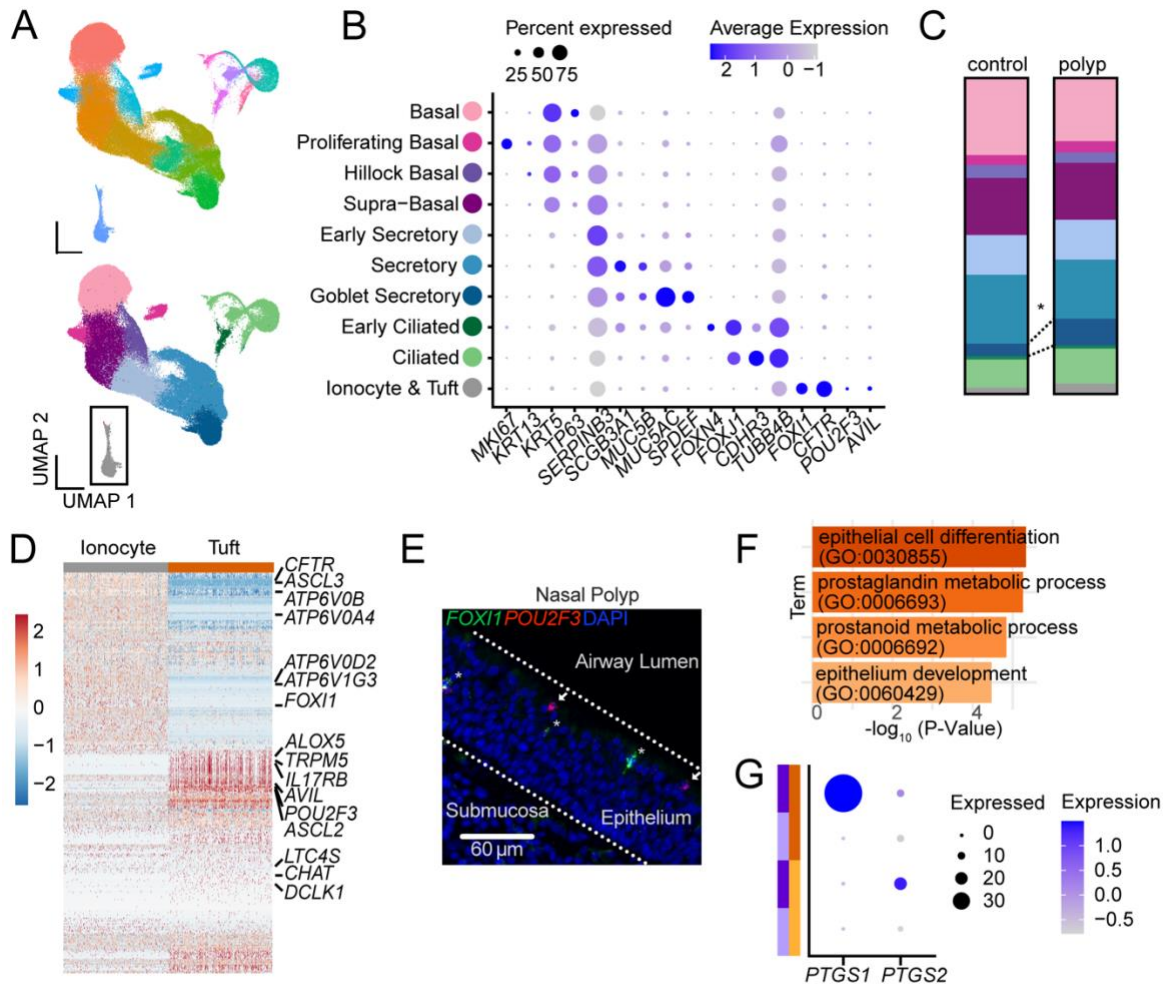 A
UMAP 2
UMAP 1
B
Percent expressed
25 50 75
Average Expression
2 1 0 −1
Basal
Proliferating Basal
Hillock Basal
Supra−Basal
Early Secretory
Secretory
Goblet Secretory
Early Ciliated
Ciliated
Ionocyte & Tuft
MKI67
KRT13
KRT5
TP63
SERPINB3
SCGB3A1
MUC5B
MUC5AC
SPDEF
FOXN4
FOXJ1
CDHR3
TUBB4B
FOXI1
CFTR
POU2F3
AVIL
C
control polyp
*
D
Ionocyte Tuft
2
1
0
−1
−2
CFTR
ASCL3
ATP6V0B
ATP6V0A4
ATP6V0D2
ATP6V1G3
FOXI1
ALOX5
TRPM5
IL17RB
AVIL
POU2F3
ASCL2
LTC4S
CHAT
DCLK1
E
Nasal Polyp
FOXI1 POU2F3 DAPI
Airway Lumen
*
*
*
Submucosa
Epithelium
60 µm
F
Term
epithelial cell differentiation
(GO:0030855)
prostaglandin metabolic process
(GO:0006693)
prostanoid metabolic process
(GO:0006692)
epithelium development
(GO:0060429)
0 2 4
-log10 (P-Value)
G
Expressed
0
10
20
30
Expression
1.0
0.5
0.0
−0.5
PTGS1 PTGS2